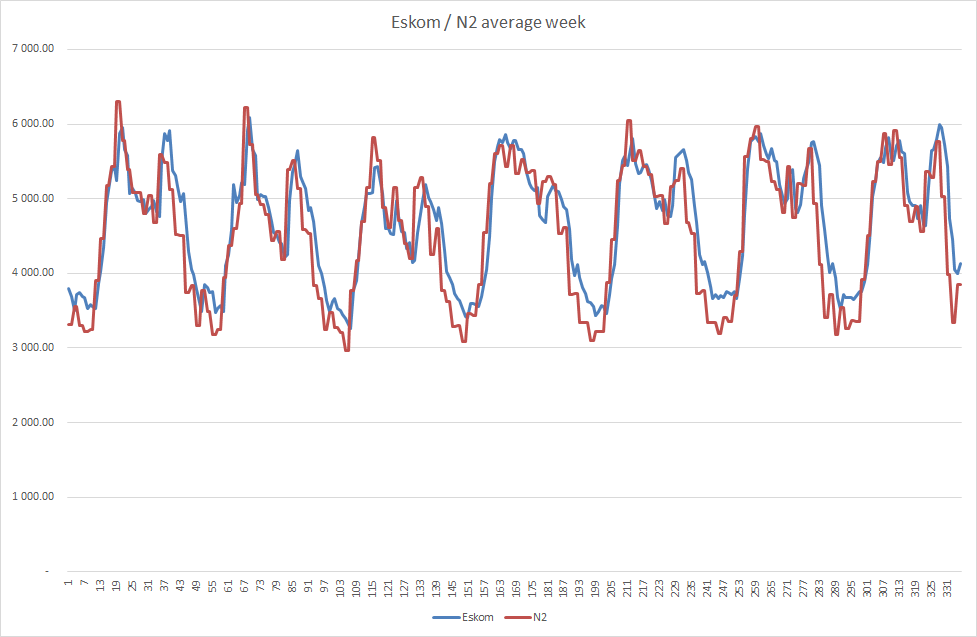 Eskom / N2 average week
7 000.00
6 000.00
5 000.00
4 000.00
3 000.00
2 000.00
1 000.00
-
1 7 13 19 25 31 37 43 49 55 61 67 73 79 85 91 97 103 109 115 121 127 133 139 145 151 157 163 169 175 181 187 193 199 205 211 217 223 229 235 241 247 253 259 265 271 277 283 289 295 301 307 313 319 325 331
Eskom N2